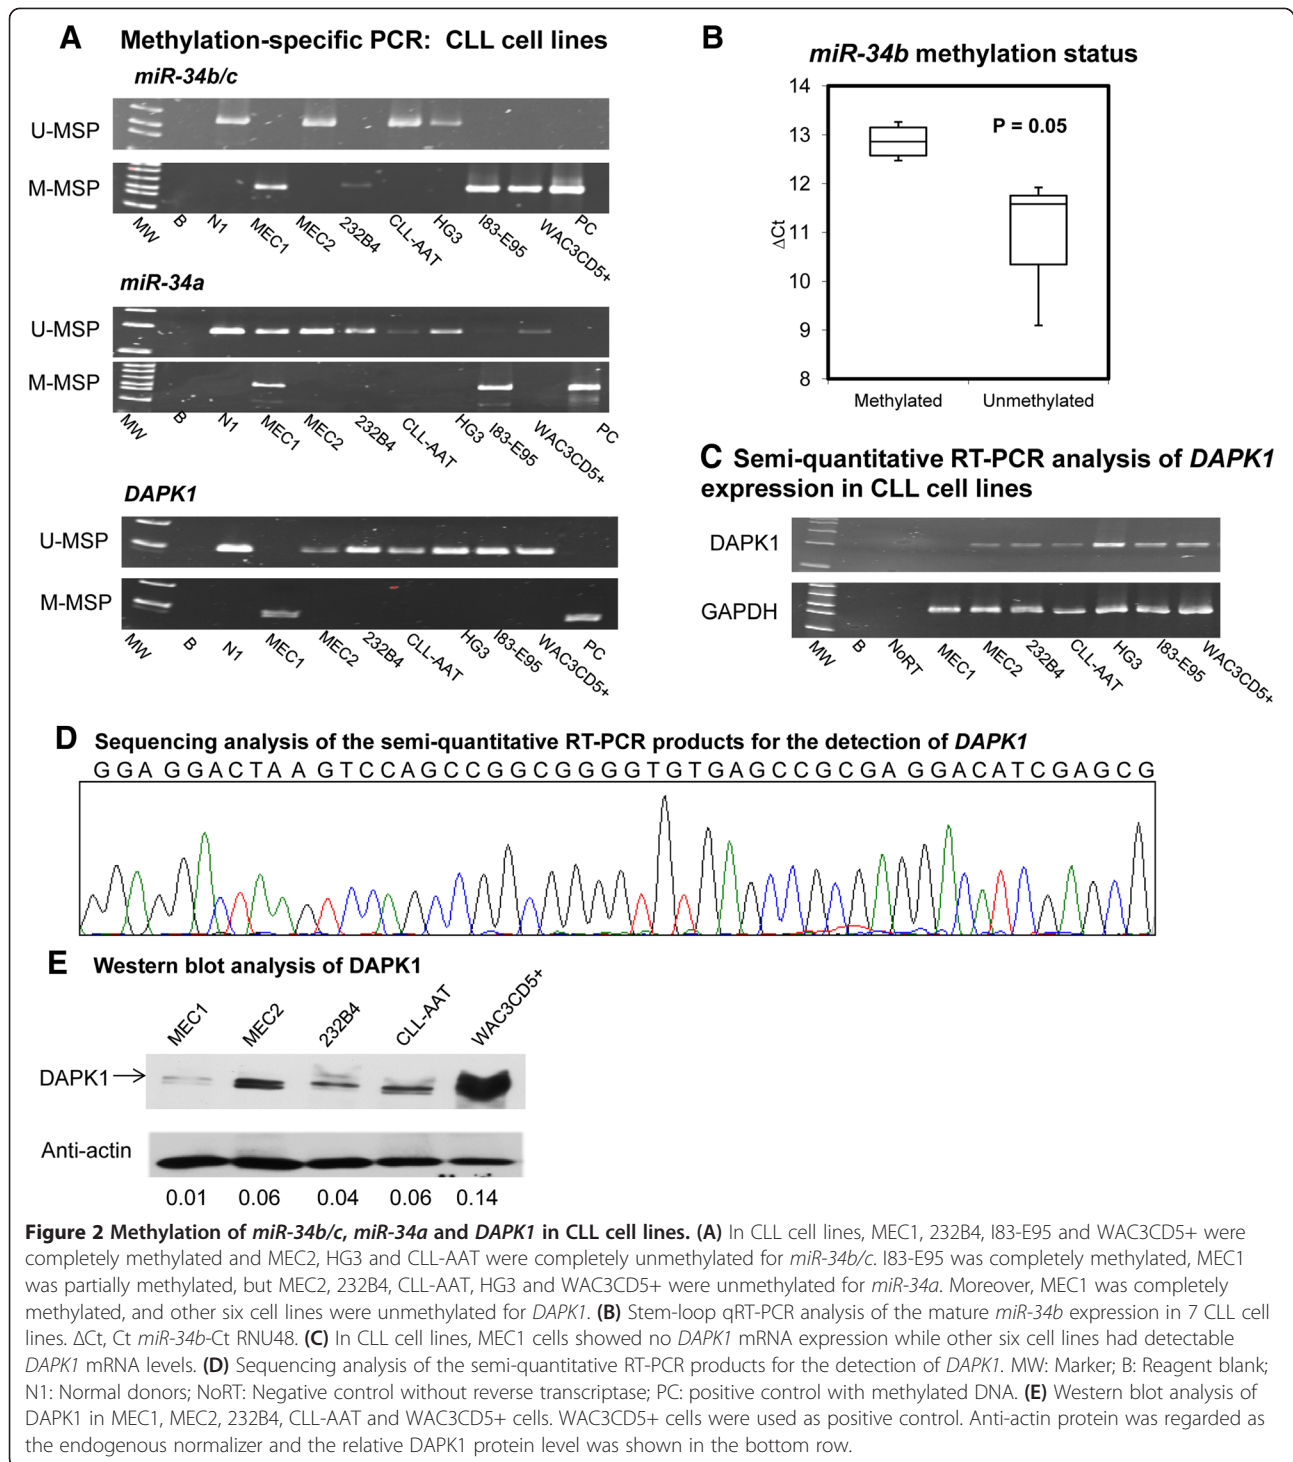 A Methylation-specific PCR: CLL cell lines
miR-34b/c
U-MSP
M-MSP
MW B N1 MEC1 MEC2 232B4 CLL-AAT HG3 I83-E95 WAC3CD5+ PC
miR-34a
U-MSP
M-MSP
MW B N1 MEC1 MEC2 232B4 CLL-AAT HG3 I83-E95 WAC3CD5+ PC
DAPK1
U-MSP
M-MSP
MW B N1 MEC1 MEC2 232B4 CLL-AAT HG3 I83-E95 WAC3CD5+ PC
B
miR-34b methylation status
14
13
12
11
10
9
8
ΔCt
P = 0.05
Methylated Unmethylated
C Semi-quantitative RT-PCR analysis of DAPK1
expression in CLL cell lines
DAPK1
GAPDH
MW B NoRT MEC1 MEC2 232B4 CLL-AAT HG3 I83-E95 WAC3CD5+
D Sequencing analysis of the semi-quantitative RT-PCR products for the detection of DAPK1
G G A G G A C T A A G T C C A G C C G G C G G G G T G T G A G C C G C G A G G A C A T C G A G C G
E Western blot analysis of DAPK1
MEC1 MEC2 232B4 CLL-AAT WAC3CD5+
DAPK1
Anti-actin
0.01 0.06 0.04 0.06 0.14
Figure 2 Methylation of miR-34b/c, miR-34a and DAPK1 in CLL cell lines. (A) In CLL cell lines, MEC1, 232B4, I83-E95 and WAC3CD5+ were
completely methylated and MEC2, HG3 and CLL-AAT were completely unmethylated for miR-34b/c. I83-E95 was completely methylated, MEC1
was partially methylated, but MEC2, 232B4, CLL-AAT, HG3 and WAC3CD5+ were unmethylated for miR-34a. Moreover, MEC1 was completely
methylated, and other six cell lines were unmethylated for DAPK1. (B) Stem-loop qRT-PCR analysis of the mature miR-34b expression in 7 CLL cell
lines. ΔCt, Ct miR-34b-Ct RNU48. (C) In CLL cell lines, MEC1 cells showed no DAPK1 mRNA expression while other six cell lines had detectable
DAPK1 mRNA levels. (D) Sequencing analysis of the semi-quantitative RT-PCR products for the detection of DAPK1. MW: Marker; B: Reagent blank;
N1: Normal donors; NoRT: Negative control without reverse transcriptase; PC: positive control with methylated DNA. (E) Western blot analysis of
DAPK1 in MEC1, MEC2, 232B4, CLL-AAT and WAC3CD5+ cells. WAC3CD5+ cells were used as positive control. Anti-actin protein was regarded as
the endogenous normalizer and the relative DAPK1 protein level was shown in the bottom row.